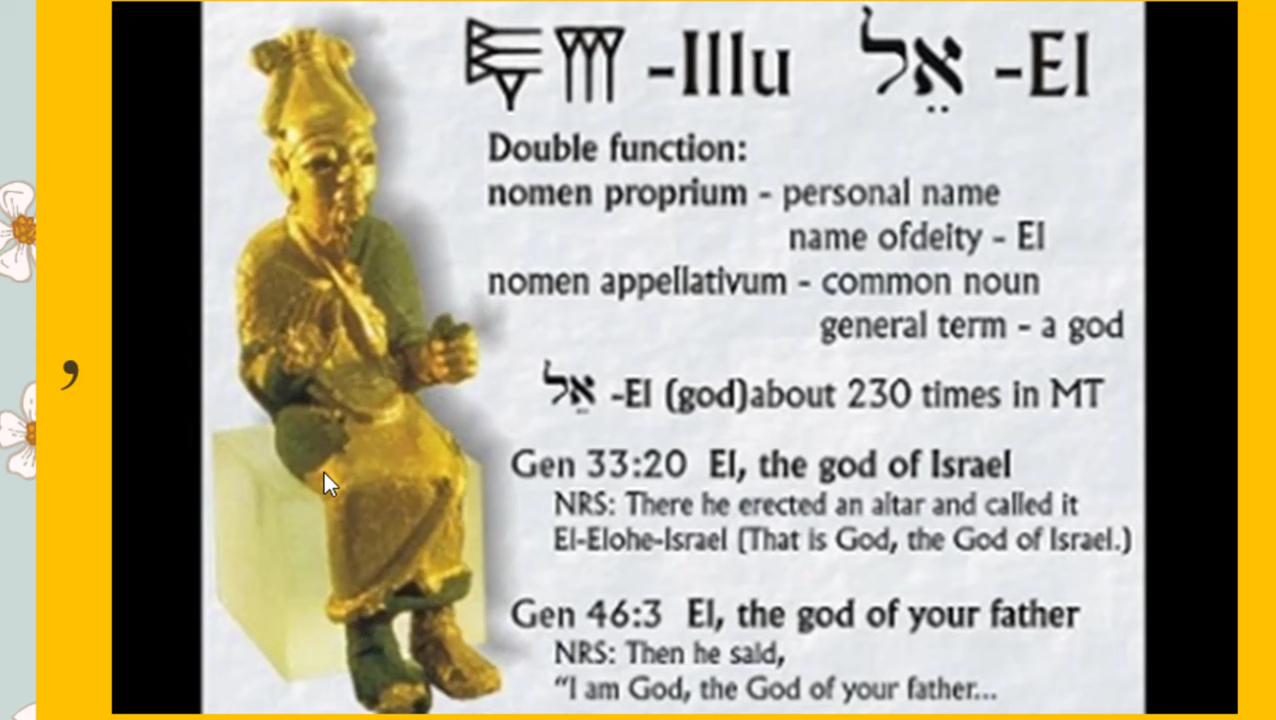 𒅋 -Illu אֵל -El
Double function:
nomen proprium - personal name
name ofdeity - El
nomen appellativum - common noun
general term - a god
אֵל -El (god)about 230 times in MT
Gen 33:20 El, the god of Israel
NRS: There he erected an altar and called it
El-Elohe-Israel (That is God, the God of Israel.)
,
Gen 46:3 El, the god of your father
NRS: Then he said,
“I am God, the God of your father...